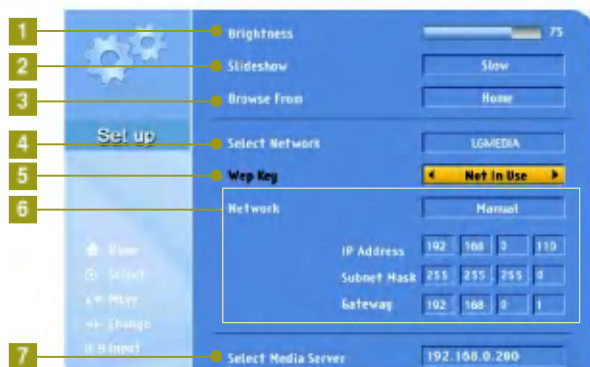 1 Brightness 75
2 Slideshow Slow
3 Browse From Home
Set up
4 Select Network LGMEDIA
5 Wep Key Not In Use
6 Network Manual
IP Address 192 168 0 110
Subnet Mask 255 255 255 0
Gateway 192 168 0 1
Home
Select
Move
Change
Input
7 Select Media Server 192.168.0.200